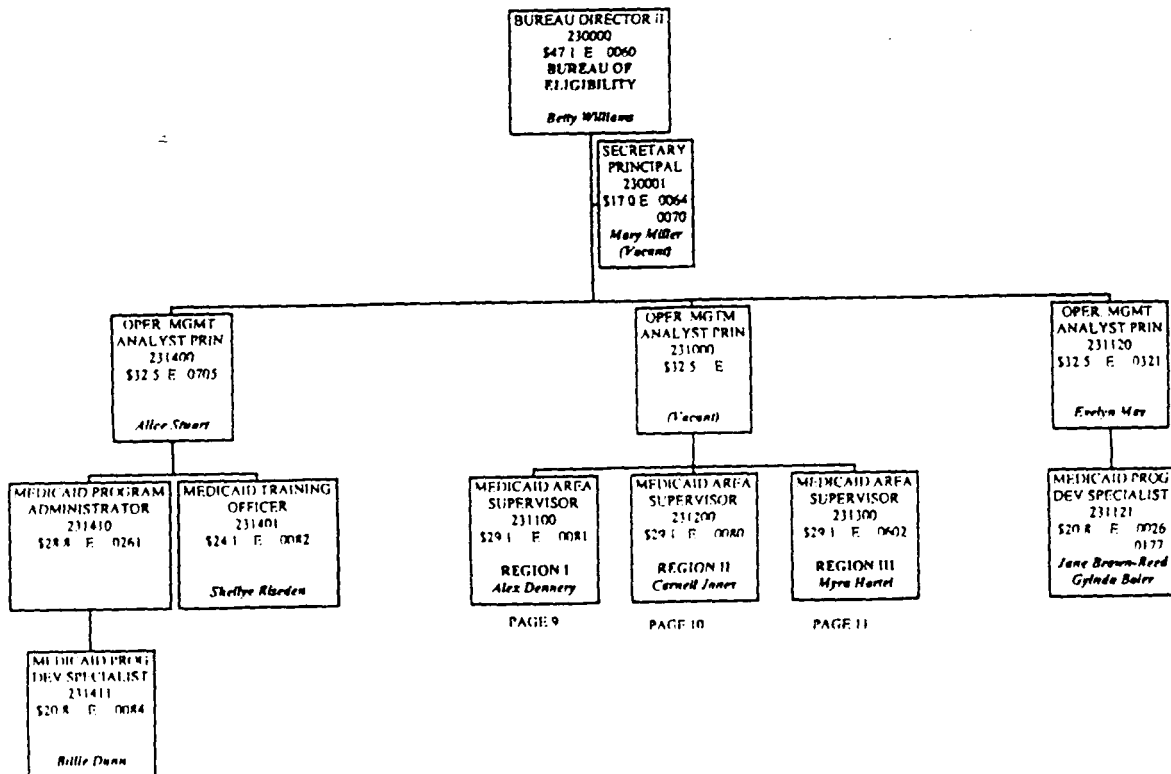 BUREAU DIRECTOR II
230000
$47.1 E 0060
BUREAU OF
ELIGIBILITY
Betty Williams
SECRETARY
PRINCIPAL
230001
$17.0 E 0064
0070
Mary Miller
(Vacant)
OPER. MGMT
ANALYST PRIN
231400
$32.5 E 0705
Alice Stuart
OPER. MGTM
ANALYST PRIN
231000
$32.5 E
(Vacant)
OPER. MGMT
ANALYST PRIN
231120
$32.5 E 0321
Evelyn May
MEDICAID PROGRAM
ADMINISTRATOR
231410
$28.8 E 0261
MEDICAID TRAINING
OFFICER
231401
$24.1 E 0082
Shellye
MEDICAID AREA
SUPERVISOR
231100
$29.1 E 0081
REGION I
Alex Dennery
PAGE 9
MEDICAID AREA
SUPERVISOR
231200
$29.1 E 0080
REGION II
Carnell
PAGE 10
MEDICAID AREA
SUPERVISOR
231300
$29.1 E 0602
REGION III
Myra
PAGE 11
MEDICAID PROG
DEV SPECIALIST
231121
$20.8 E 0026
0177
Jane Brown-Reed
MEDICAID PROG
DEV SPECIALIST
231411
$20.8 E 0084
Billie Dunn